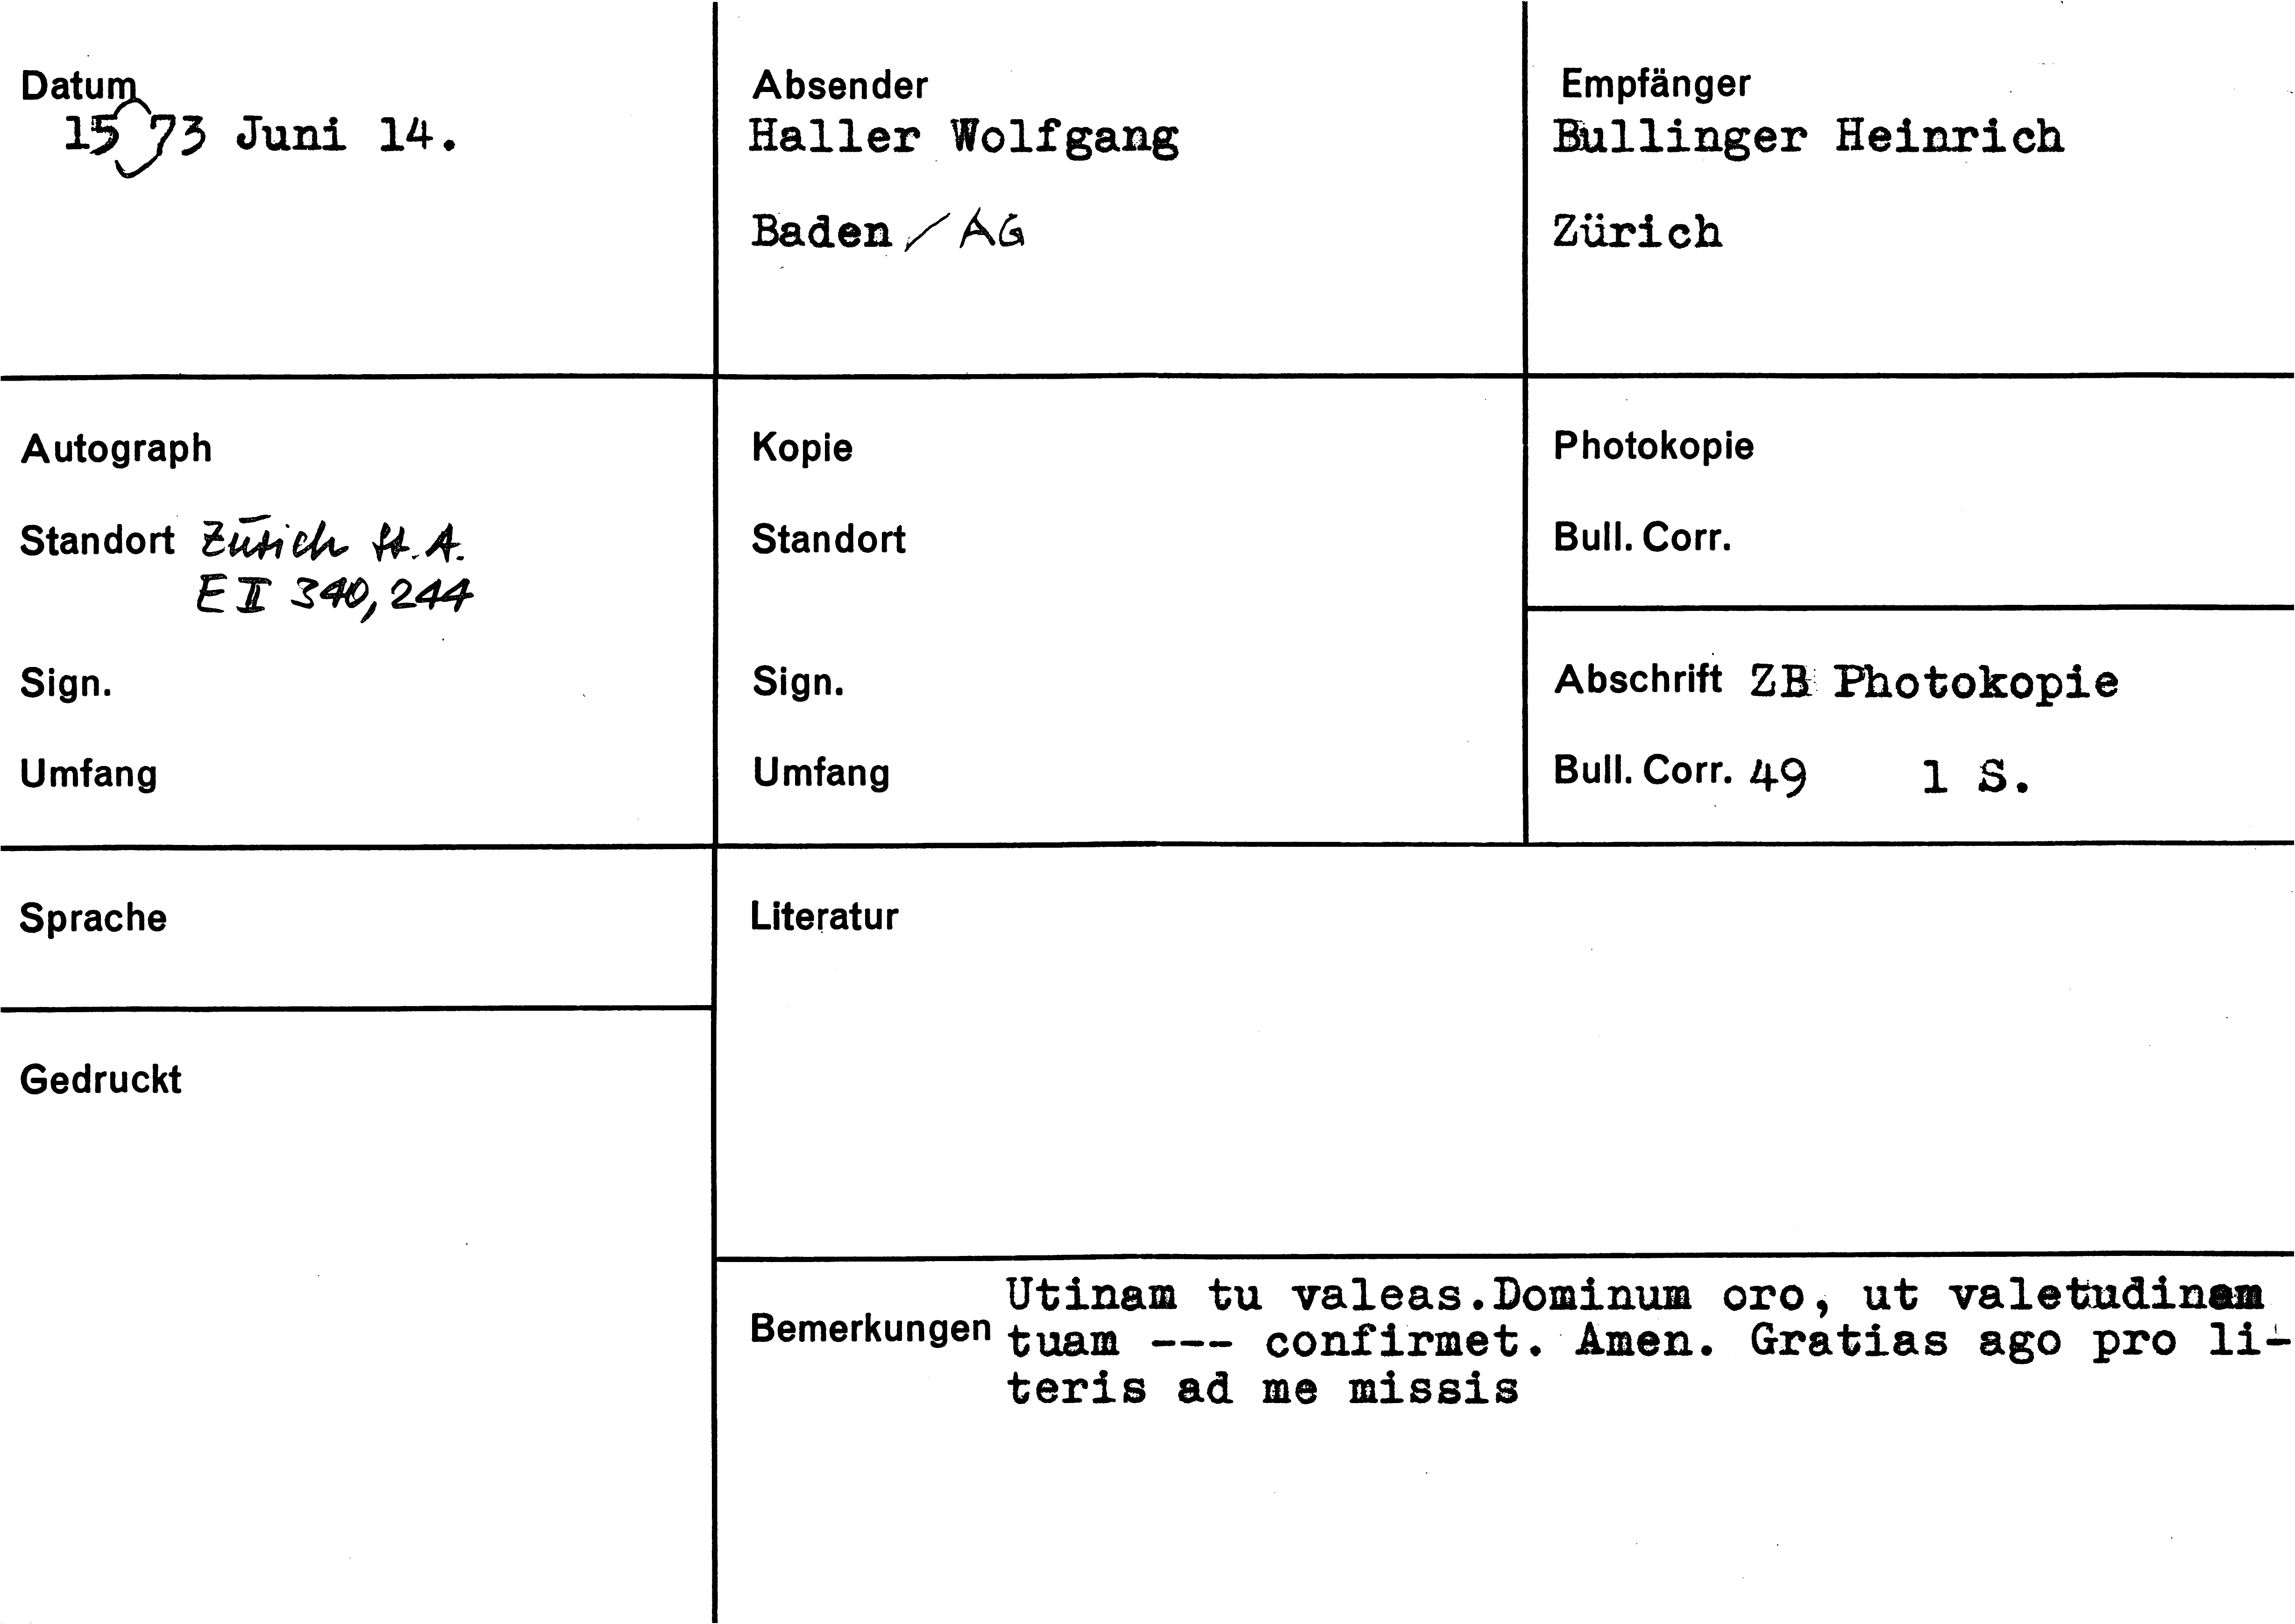 Datum
1573 Juni 14.
Absender
Haller Wolfgang
Baden / AG
Empfänger
Bullinger Heinrich
Zürich
Autograph
Standort Zürich St. A.
E II 340, 244
Sign.
Umfang
Kopie
Standort
Sign.
Umfang
Photokopie
Bull. Corr.
Abschrift ZB Photokopie
Bull. Corr. 49 1 S.
Sprache
Gedruckt
Literatur
Bemerkungen
Utinam tu valeas.Dominum oro, ut valetudinem
tuam --- confirmet. Amen. Gratias ago pro li-
teris ad me missis